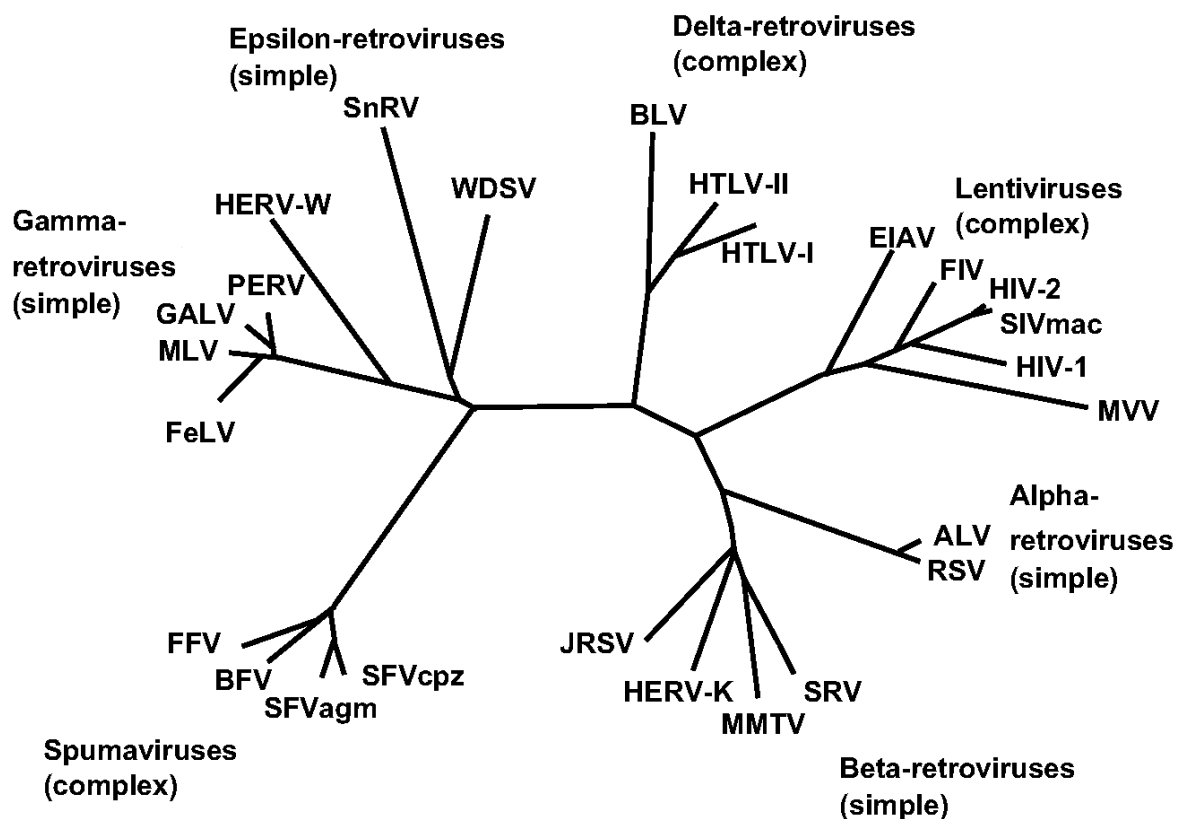 Epsilon-retroviruses
(simple)
SnRV
WDSV
Delta-retroviruses
(complex)
BLV
HTLV-II
HTLV-I
Lentiviruses
(complex)
EIAV
FIV
HIV-2
SIVmac
HIV-1
MVV
Gamma-
retroviruses
(simple)
HERV-W
PERV
GALV
MLV
FeLV
Alpha-
retroviruses
(simple)
ALV
RSV
FFV
BFV
SFVagm
SFVcpz
Spumaviruses
(complex)
JRSV
HERV-K
MMTV
SRV
Beta-retroviruses
(simple)